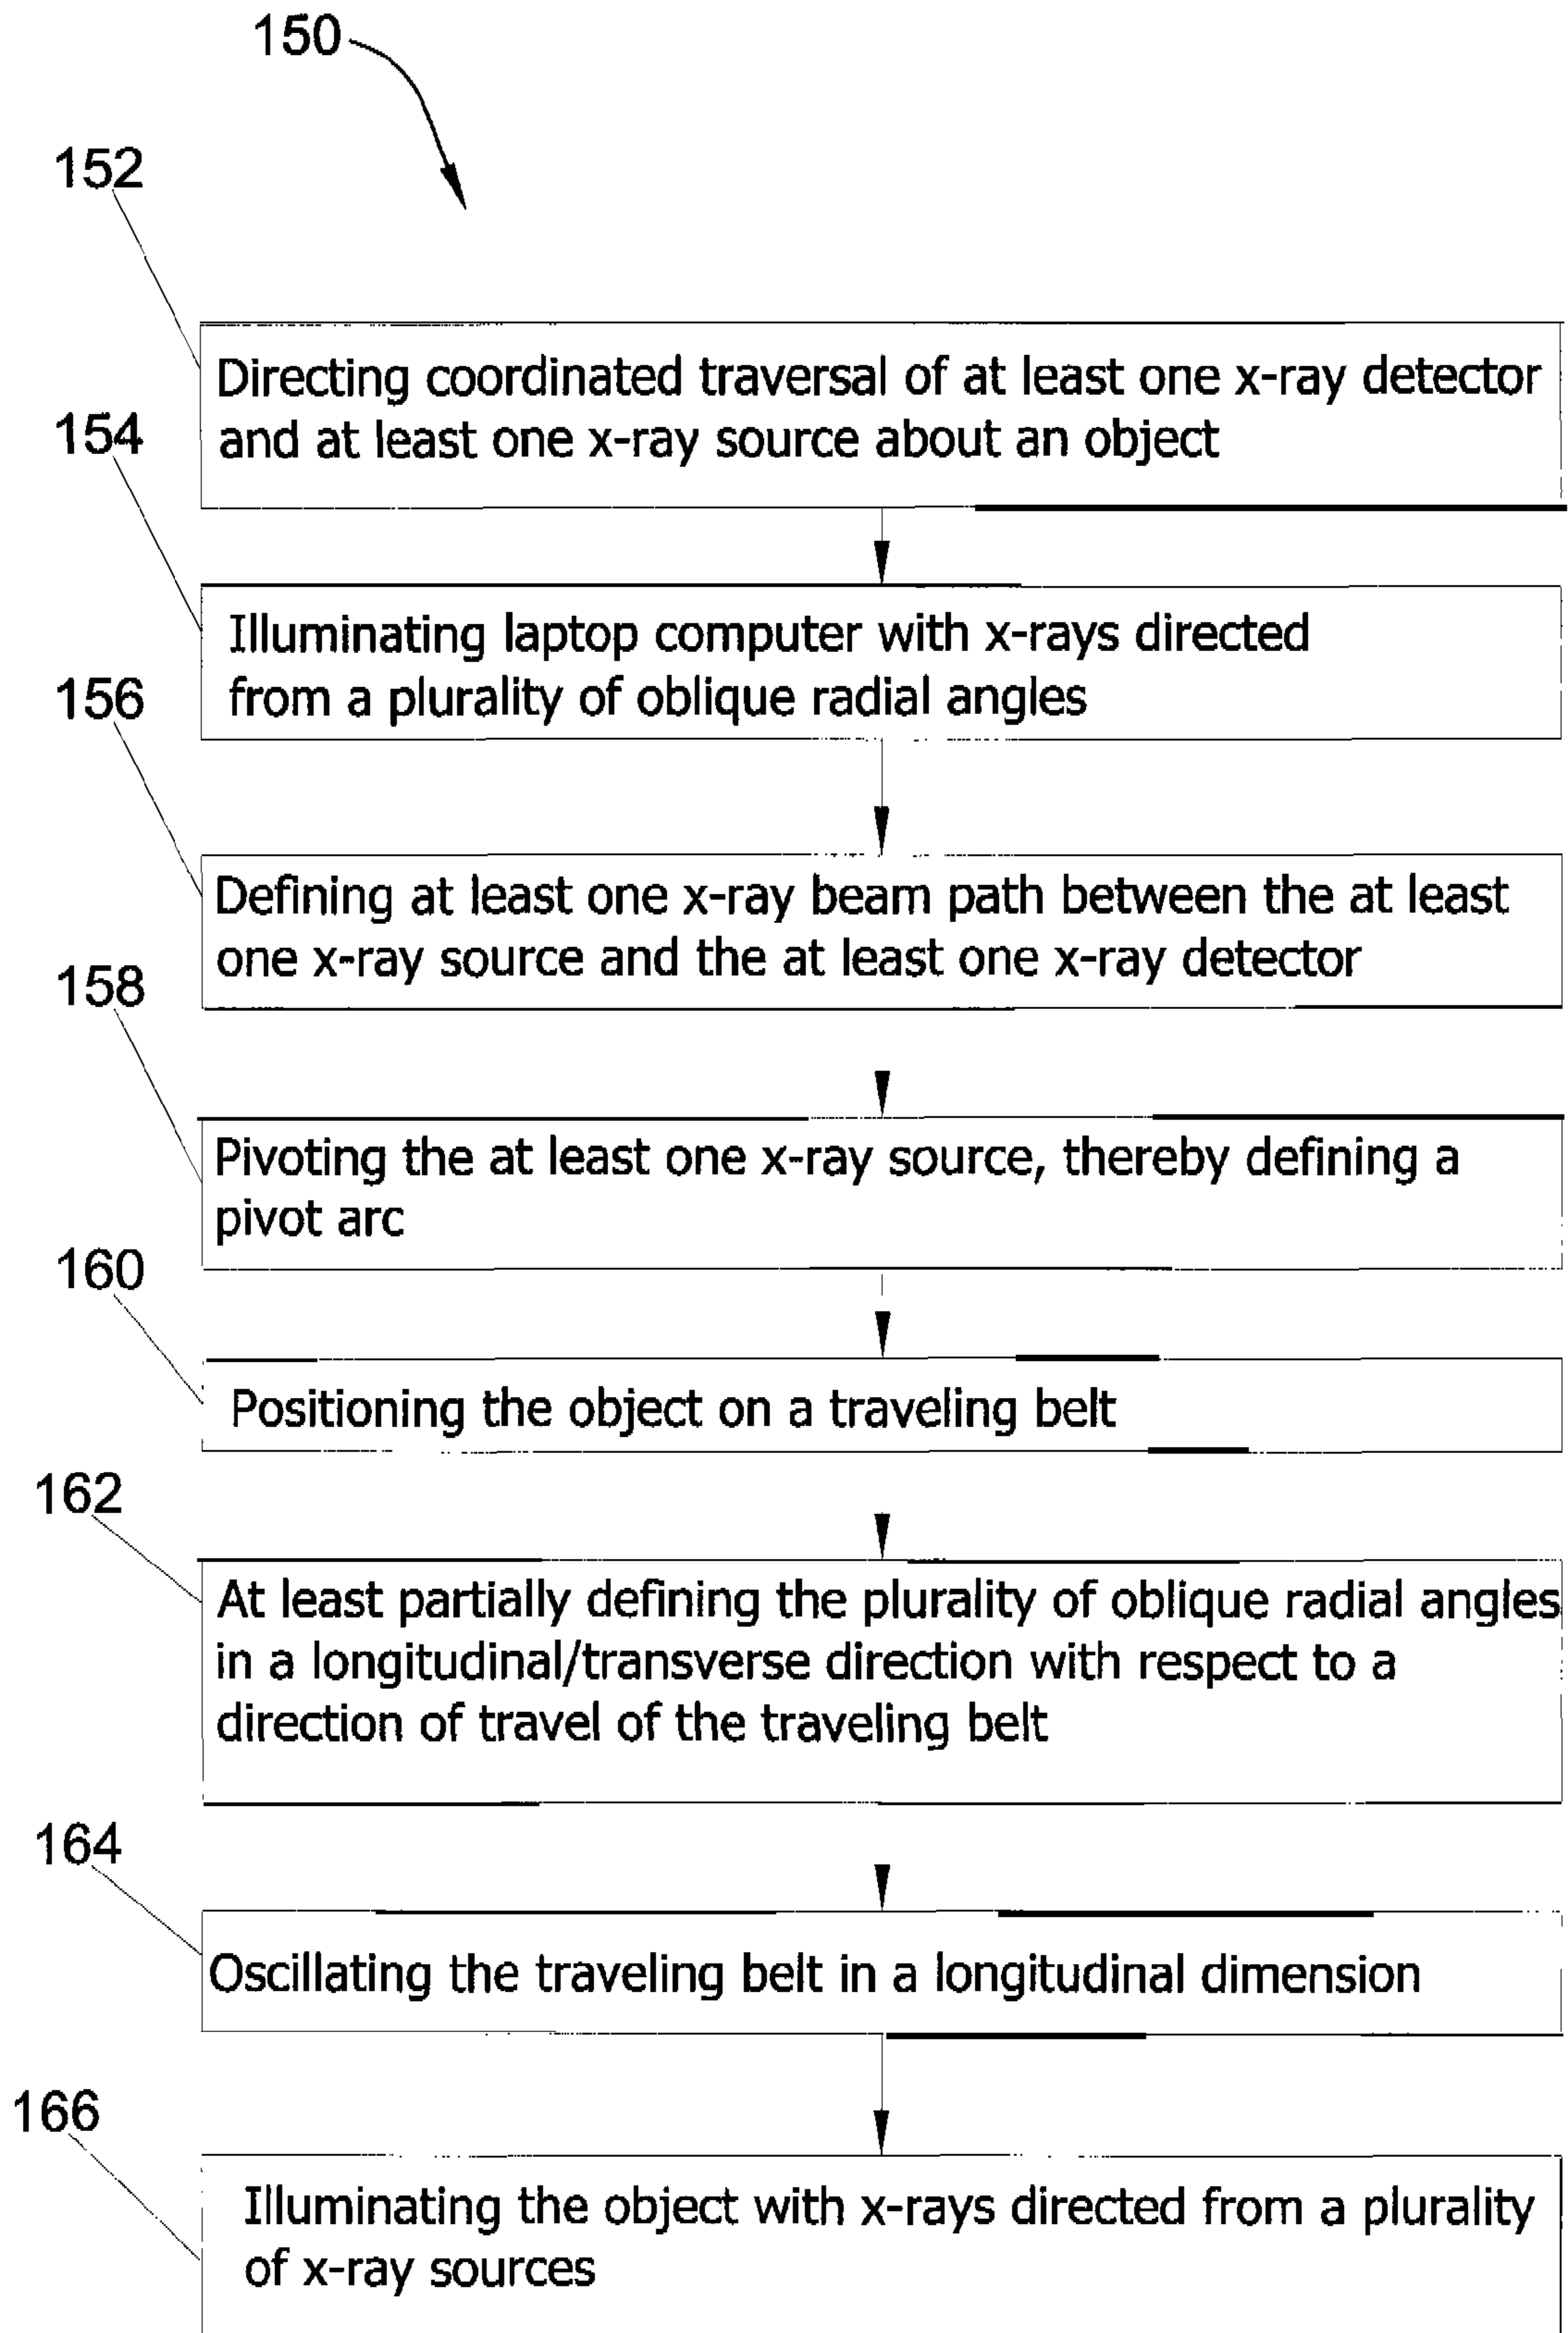 150
152
Directing coordinated traversal of at least one x-ray detector
and at least one x-ray source about an object
154
Illuminating laptop computer with x-rays directed
from a plurality of oblique radial angles
156
Defining at least one x-ray beam path between the at least
one x-ray source and the at least one x-ray detector
158
Pivoting the at least one x-ray source, thereby defining a
pivot arc
160
Positioning the object on a traveling belt
162
At least partially defining the plurality of oblique radial angles
in a longitudinal/transverse direction with respect to a
direction of travel of the traveling belt
164
Oscillating the traveling belt in a longitudinal dimension
166
Illuminating the object with x-rays directed from a plurality
of x-ray sources